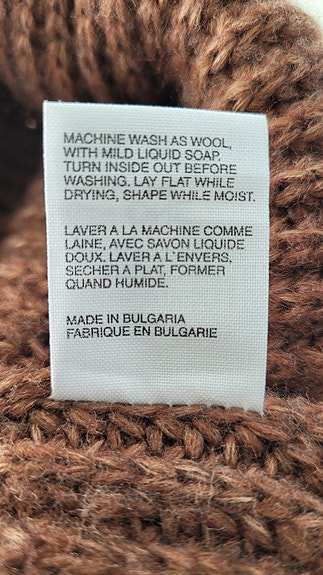 MACHINE WASH AS WOOL,
WITH MILD LIQUID SOAP.
TURN INSIDE OUT BEFORE
WASHING. LAY FLAT WHILE
DRYING, SHAPE WHILE MOIST.
LAVER A LA MACHINE COMME
LAINE, AVEC SAVON LIQUIDE
DOUX. LAVER A L`ENVERS.
SECHER A PLAT, FORMER
QUAND HUMIDE.
MADE IN BULGARIA
FABRIQUE EN BULGARIE